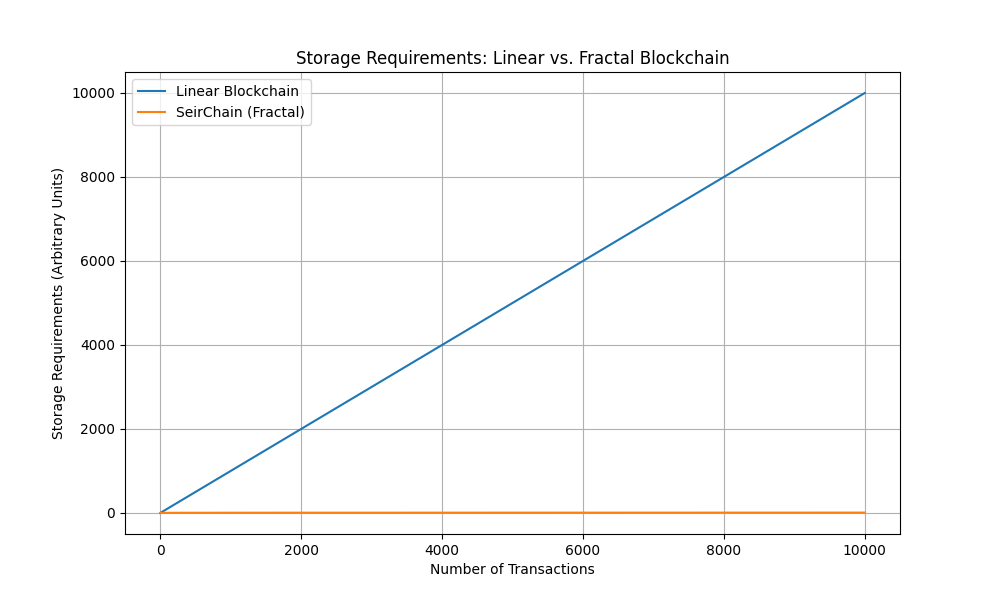 Storage Requirements: Linear vs. Fractal Blockchain
Linear Blockchain
SeirChain (Fractal)
Storage Requirements (Arbitrary Units)
10000
8000
6000
4000
2000
0
0 2000 4000 6000 8000 10000
Number of Transactions